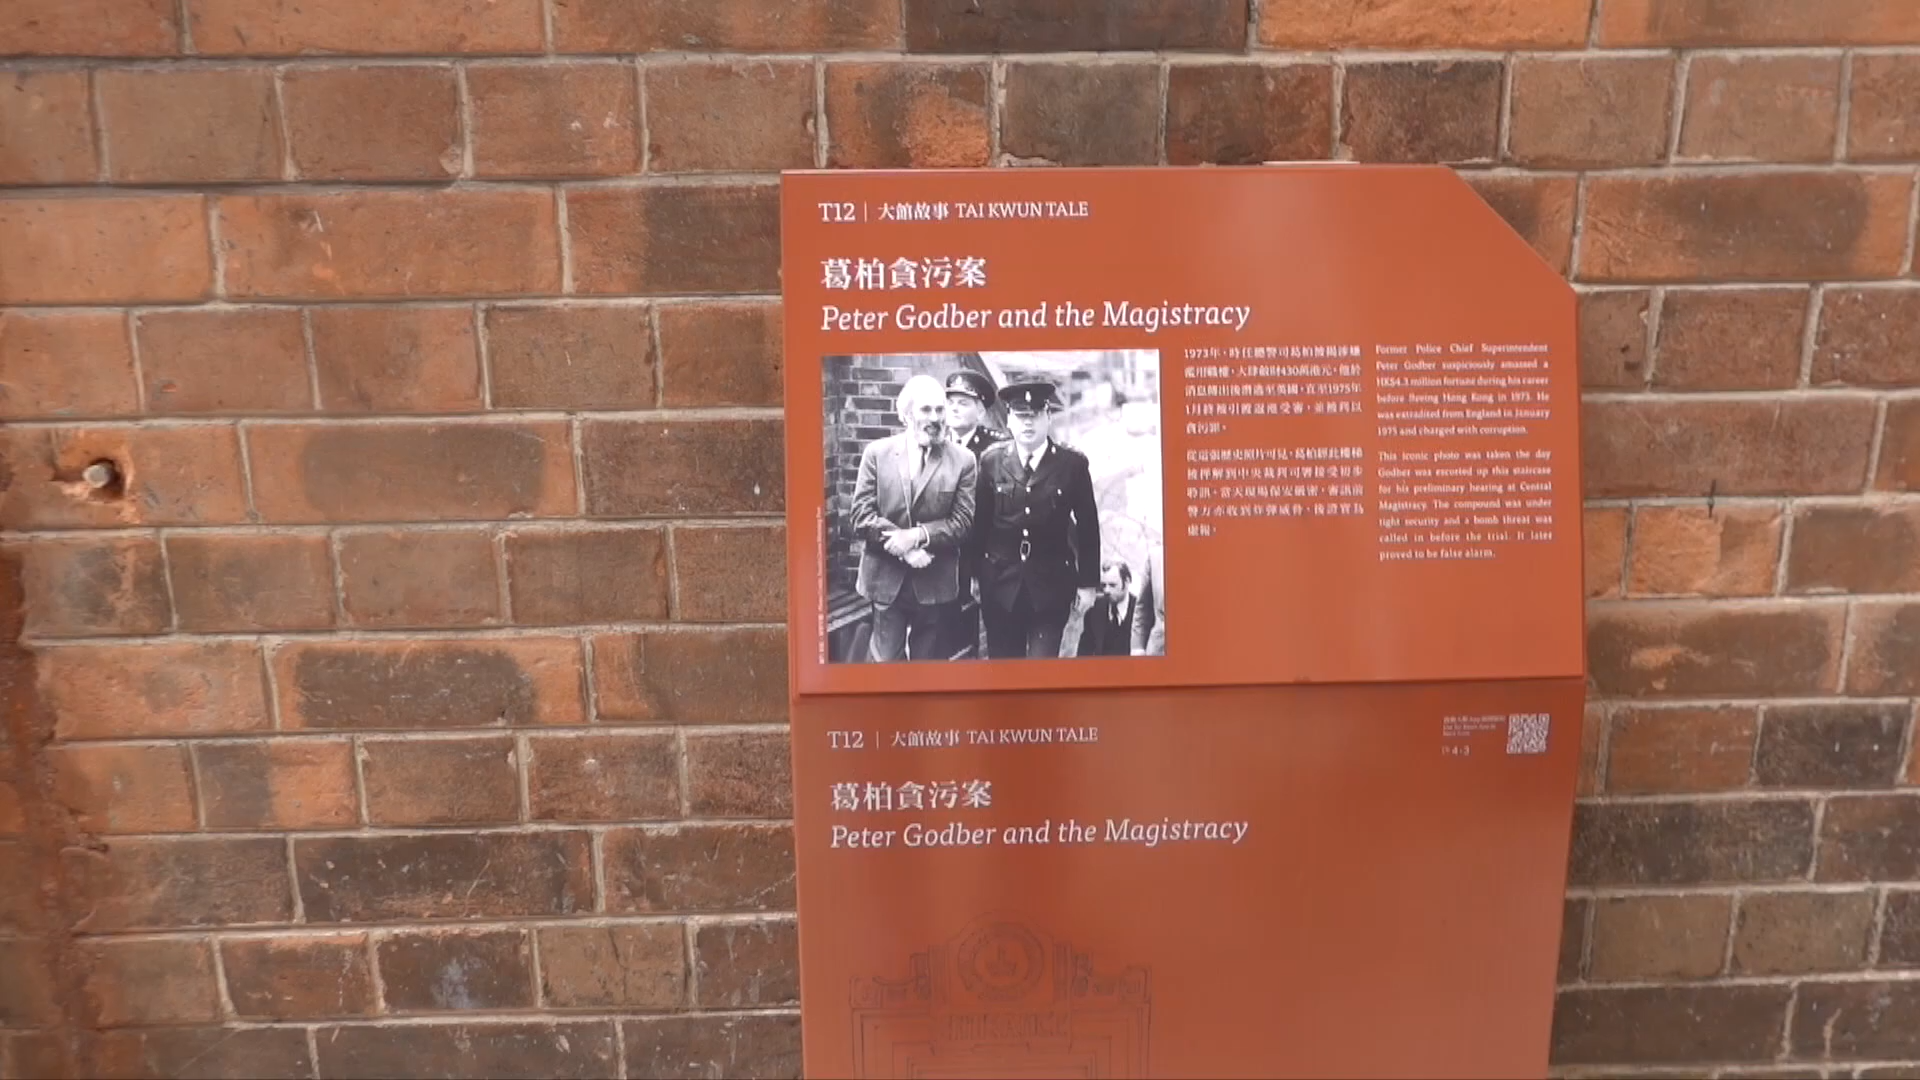 T12 | 大館故事 TAI KWUN TALE
葛柏貪污案
Peter Godber and the Magistracy
1973年，時任總警司葛柏被揭涉嫌
濫用職權，大肆斂財430萬港元。他於
消息傳出後潛逃至英國，直至1975年
1月終被引渡返港受審，並被判以
貪污罪。
從這張歷史照片可見，葛柏經此樓梯
被押解到中央裁判司署接受初步
聆訊。當天現場保安嚴密，審訊前
警方亦收到炸彈威脅，後證實為
虛報。
Former Police Chief Superintendent
Peter Godber suspiciously amassed a
HK$4.3 million fortune during his career
before fleeing Hong Kong in 1973. He
was extradited from England in January
1975 and charged with corruption.
This iconic photo was taken the day
Godber was escorted up this staircase
for his preliminary hearing at Central
Magistracy. The compound was under
tight security and a bomb threat was
called in before the trial. It later
proved to be false alarm.
T12 | 大館故事 TAI KWUN TALE
4-3
葛柏貪污案
Peter Godber and the Magistracy